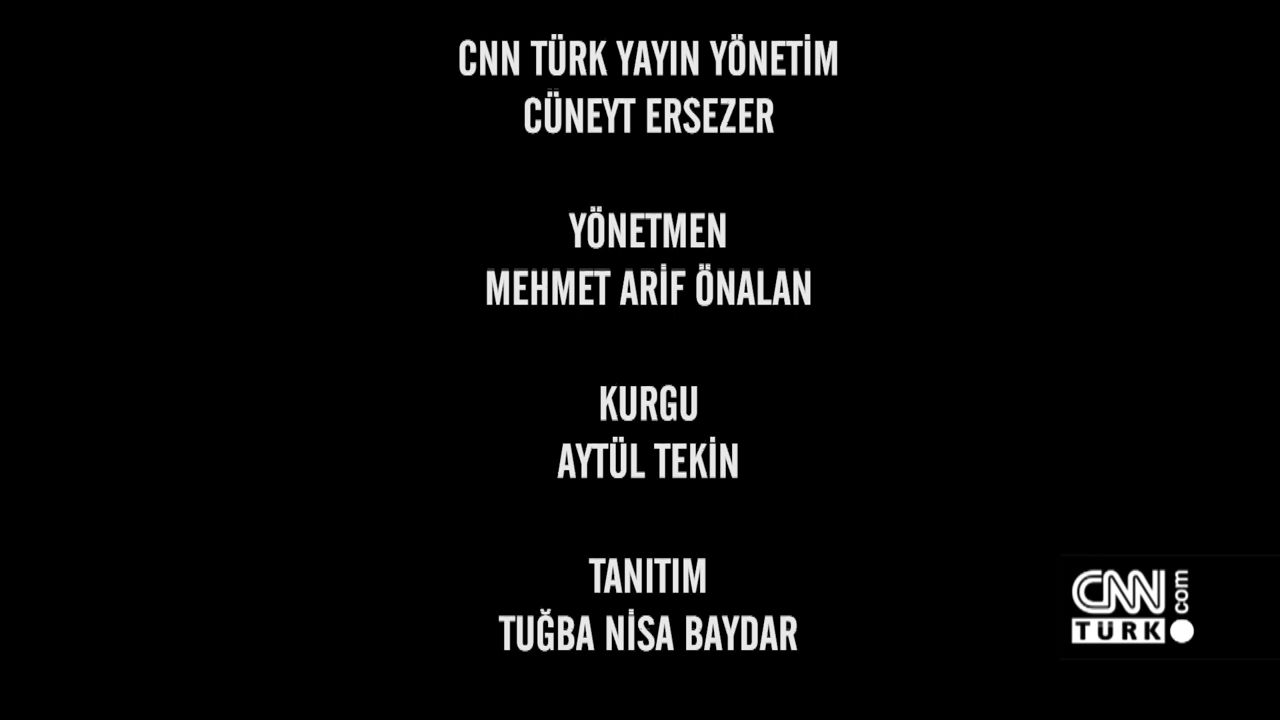 CNN TÜRK YAYIN YÖNETİM
CÜNEYT ERSEZER
YÖNETMEN
MEHMET ARİF ÖNALAN
KURGU
AYTÜL TEKİN
TANITIM
TUĞBA NİSA BAYDAR
CNN
TURK
.com